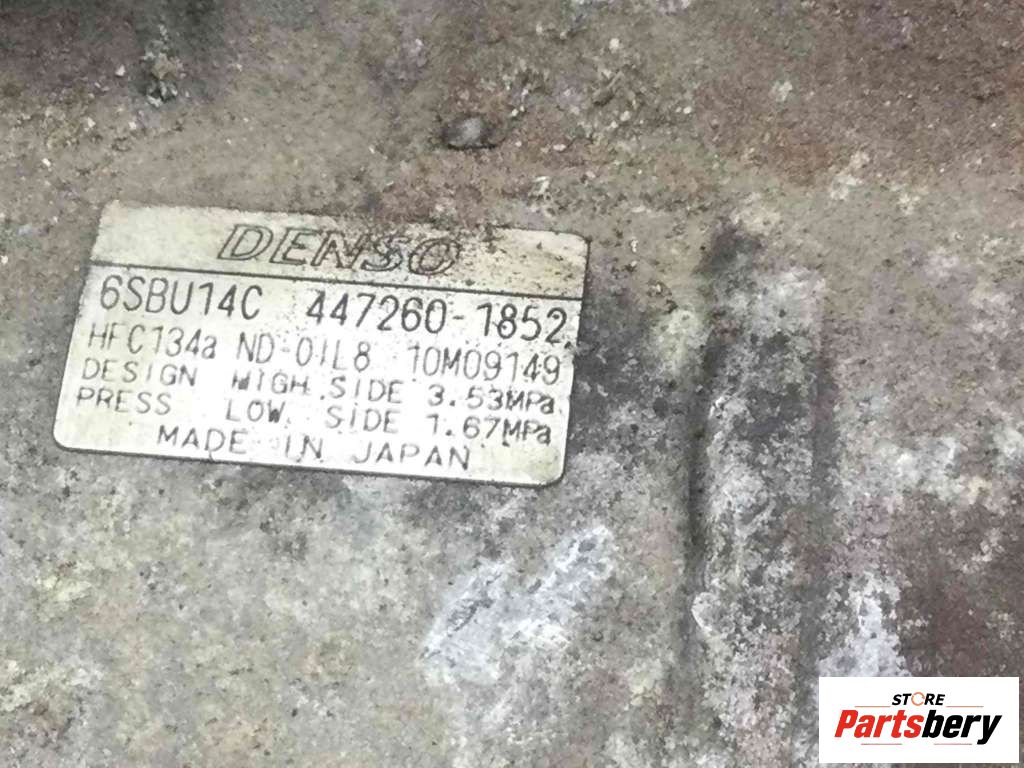 DENSO
6SBU14C 447260-1852
HFC134a ND-OIL8 10M09149
DESIGN HIGH.SIDE 3.53MPa
PRESS LOW. SIDE 1.67MPa
MADE IN JAPAN
STORE
Partsbery